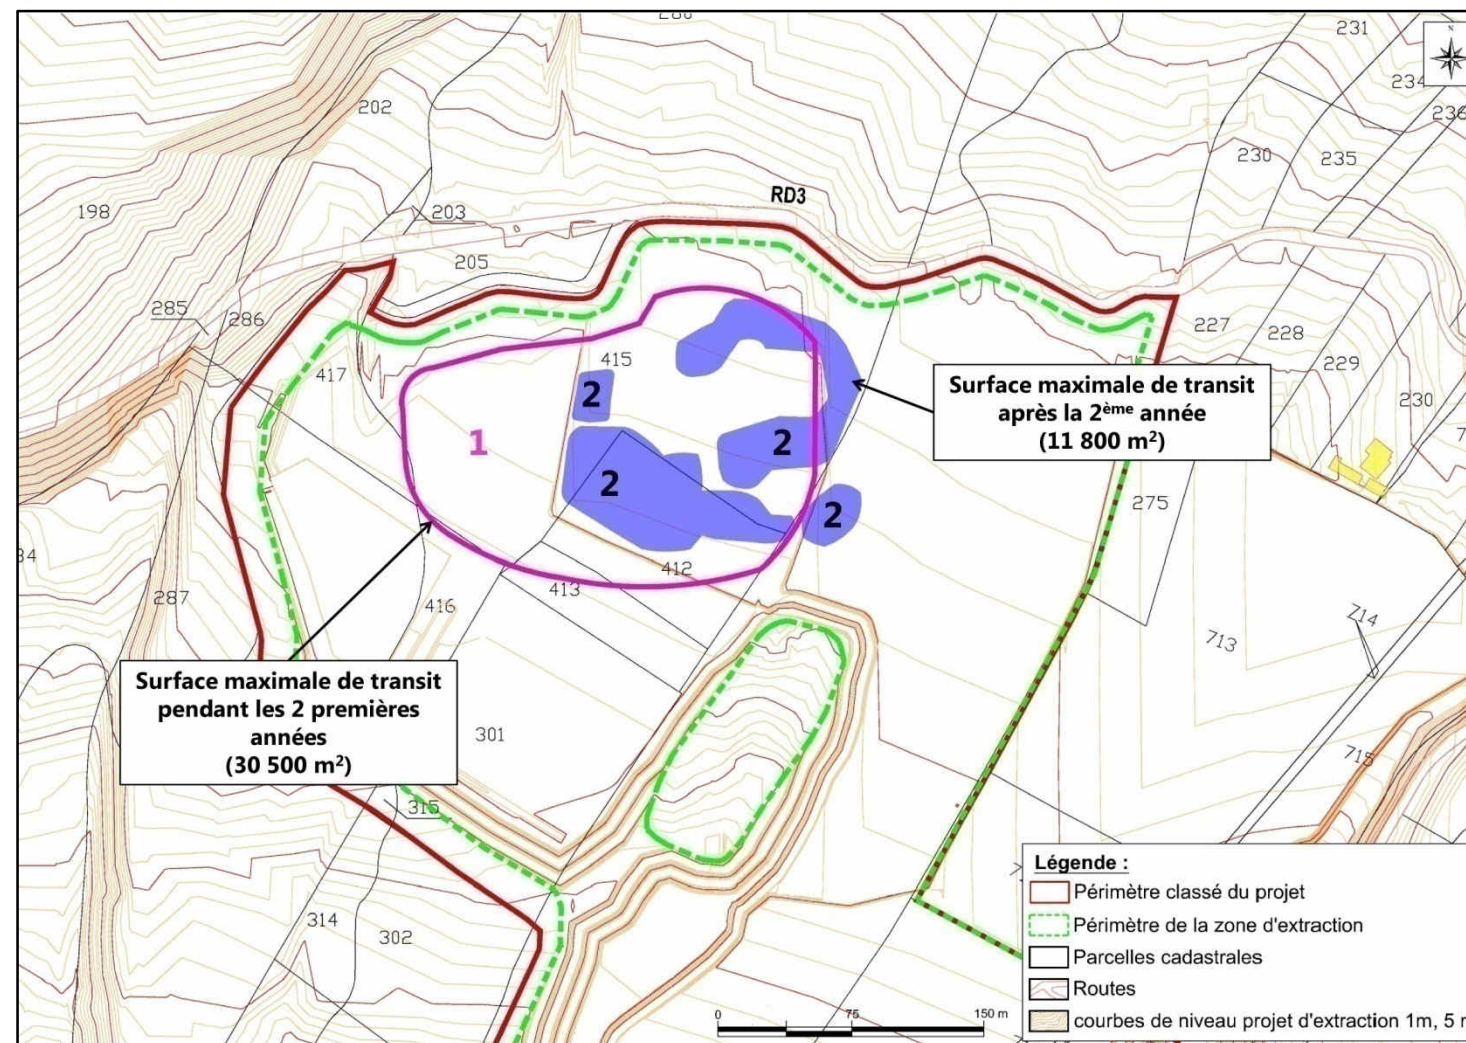 280
231
N
234
236
202
230
235
198
203
RD3
205
285
286
227
228
229
230
417
415
Surface maximale de transit
après la 2ème année
(11 800 m²)
2
1
2
2
2
275
34
287
416
413
412
714
713
Surface maximale de transit
pendant les 2 premières
années
(30 500 m²)
301
715
315
314
302
Légende :
Périmètre classé du projet
Périmètre de la zone d'extraction
Parcelles cadastrales
Routes
courbes de niveau projet d'extraction 1m, 5 m
0 75 150 m